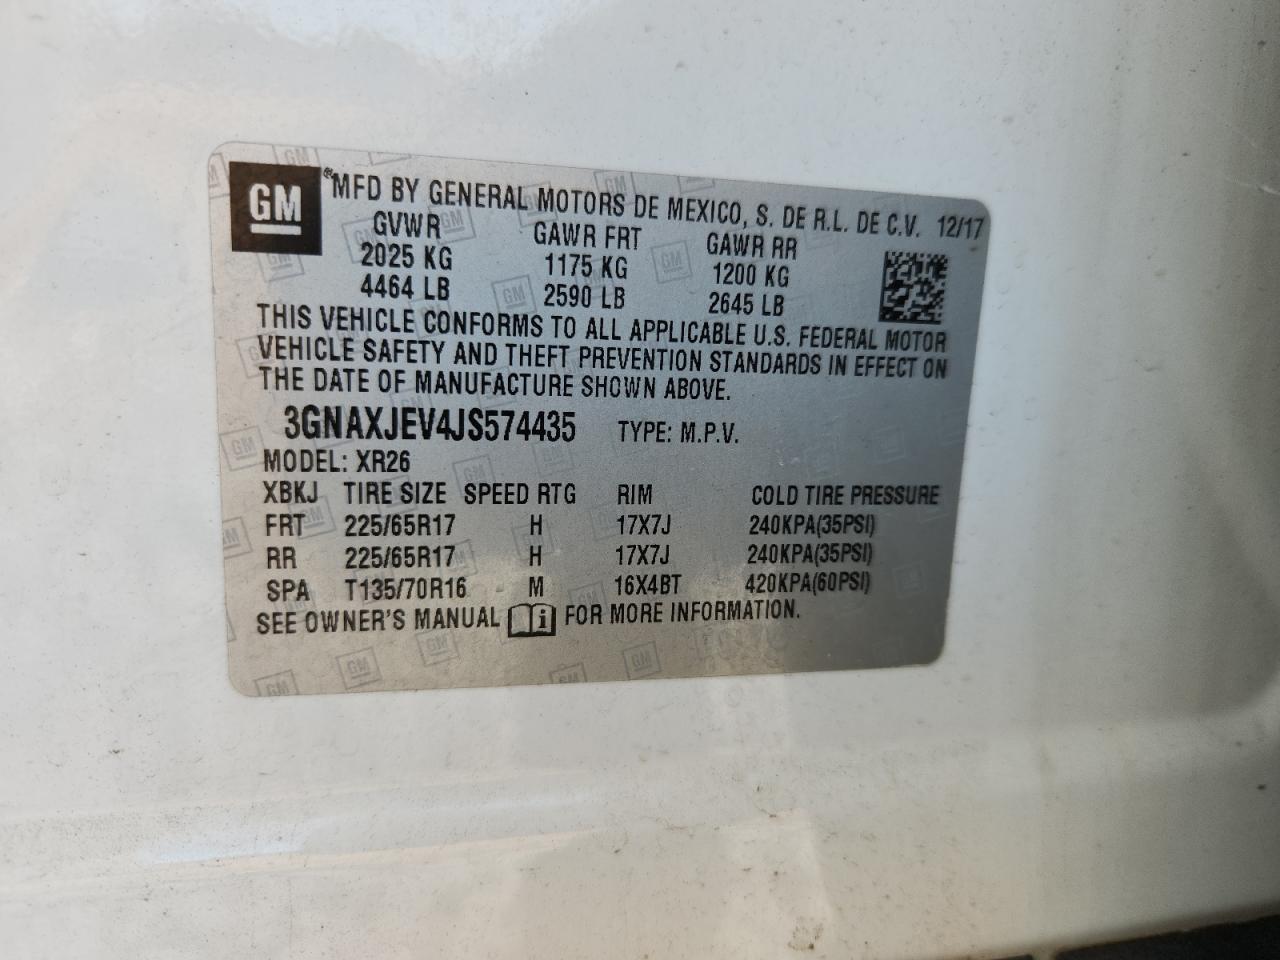 GM MFD BY GENERAL MOTORS DE MEXICO, S. DE R.L. DE C.V. 12/17
GVWR GAWR FRT GAWR RR
2025 KG 1175 KG 1200 KG
4464 LB 2590 LB 2645 LB
THIS VEHICLE CONFORMS TO ALL APPLICABLE U.S. FEDERAL MOTOR
VEHICLE SAFETY AND THEFT PREVENTION STANDARDS IN EFFECT ON
THE DATE OF MANUFACTURE SHOWN ABOVE.
3GNAXJEV4JS574435 TYPE: M.P.V.
MODEL: XR26
XBKJ TIRE SIZE SPEED RTG RIM COLD TIRE PRESSURE
FRT 225/65R17 H 17X7J 240KPA(35PSI)
RR 225/65R17 H 17X7J 240KPA(35PSI)
SPA T135/70R16 M 16X4BT 420KPA(60PSI)
SEE OWNER'S MANUAL i FOR MORE INFORMATION.